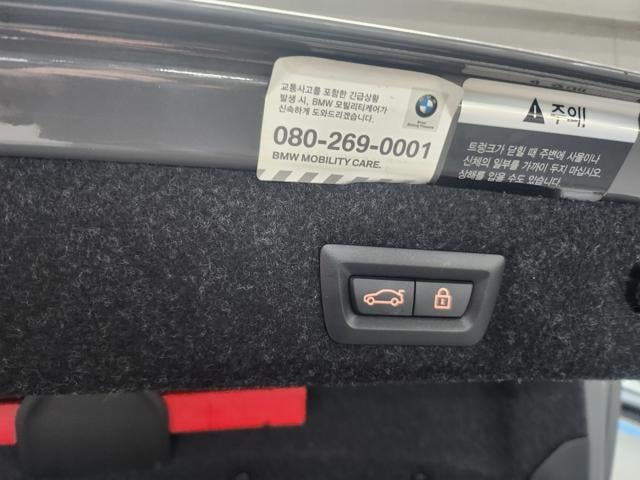 교통사고를 포함한 긴급상황
발생 시, BMW 모빌리티케어가
신속하게 도와드리겠습니다.
080-269-0001
BMW MOBILITY CARE.
주의!
트렁크가 닫힐 때 주변에 사물이나
신체의 일부를 가까이 두지 마십시오
상해를 입을 수도 있습니다.